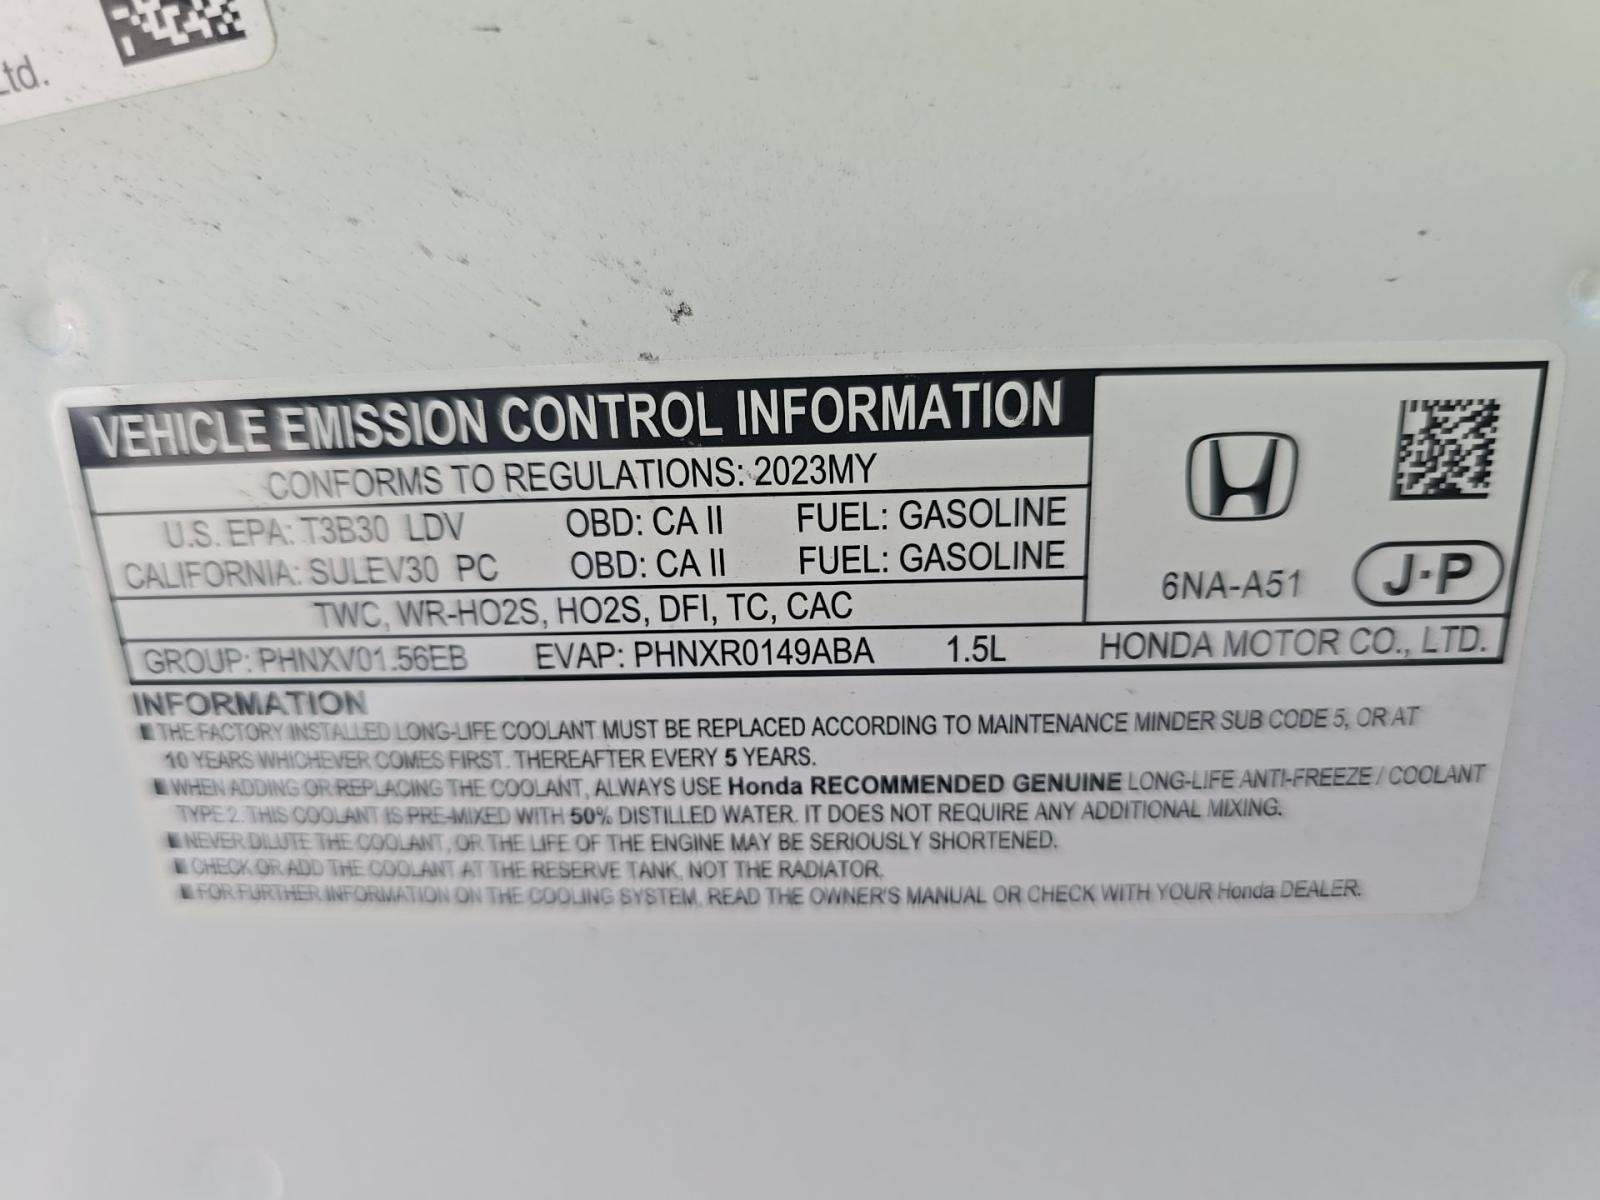 Ltd.
VEHICLE EMISSION CONTROL INFORMATION
CONFORMS TO REGULATIONS: 2023MY
U.S. EPA: T3B30 LDV OBD: CA II FUEL: GASOLINE
CALIFORNIA: SULEV30 PC OBD: CA II FUEL: GASOLINE
6NA-A51 J·P
TWC, WR-HO2S, HO2S, DFI, TC, CAC
GROUP: PHNXV01.56EB EVAP: PHNXR0149ABA 1.5L HONDA MOTOR CO., LTD.
INFORMATION
■ THE FACTORY INSTALLED LONG-LIFE COOLANT MUST BE REPLACED ACCORDING TO MAINTENANCE MINDER SUB CODE 5, OR AT
10 YEARS WHICHEVER COMES FIRST. THEREAFTER EVERY 5 YEARS.
■ WHEN ADDING OR REPLACING THE COOLANT, ALWAYS USE Honda RECOMMENDED GENUINE LONG-LIFE ANTI-FREEZE / COOLANT
TYPE 2. THIS COOLANT IS PRE-MIXED WITH 50% DISTILLED WATER. IT DOES NOT REQUIRE ANY ADDITIONAL MIXING.
■ NEVER DILUTE THE COOLANT, OR THE LIFE OF THE ENGINE MAY BE SERIOUSLY SHORTENED.
■ CHECK OR ADD THE COOLANT AT THE RESERVE TANK, NOT THE RADIATOR.
■ FOR FURTHER INFORMATION ON THE COOLING SYSTEM, READ THE OWNER'S MANUAL OR CHECK WITH YOUR Honda DEALER.